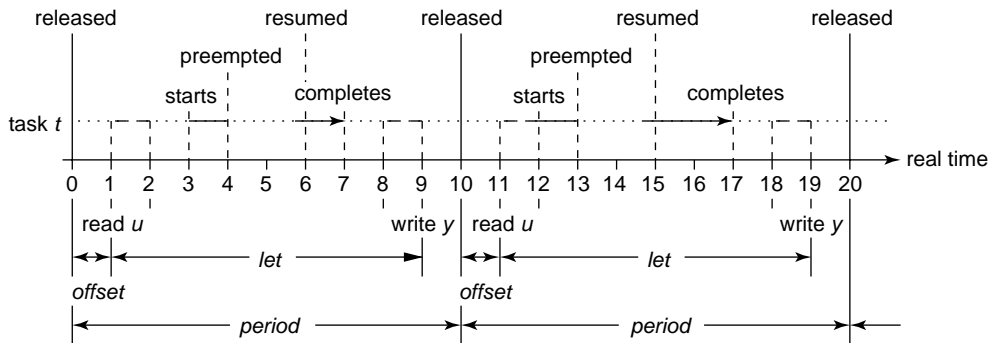 released resumed released resumed released
preempted preempted
starts completes starts completes
task t
real time
0 1 2 3 4 5 6 7 8 9 10 11 12 13 14 15 16 17 18 19 20
read u write y read u write y
let let
offset offset
period period